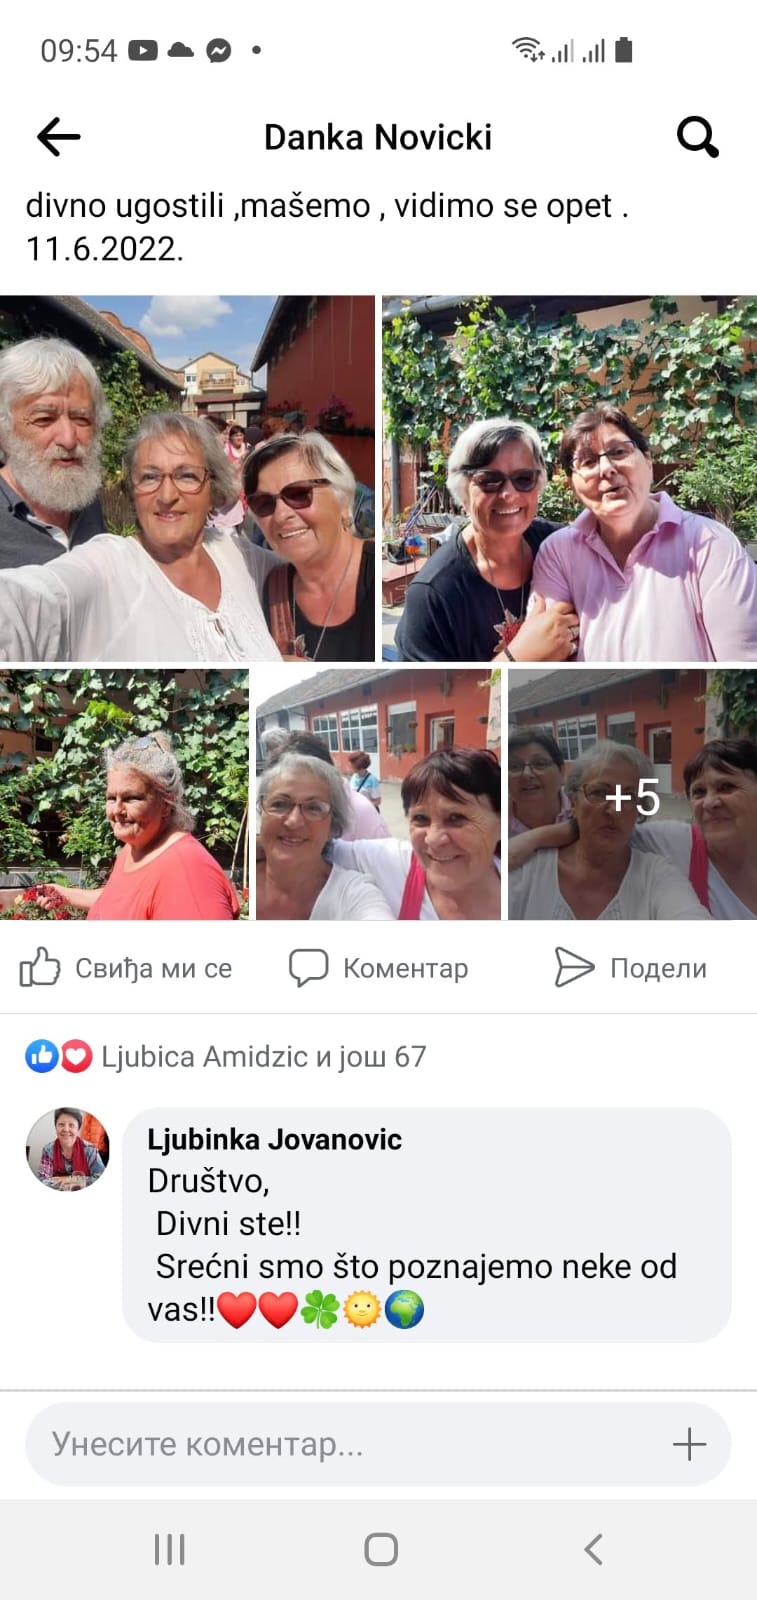 09:54
Danka Novicki
divno ugostili ,mašemo , vidimo se opet .
11.6.2022.
+5
Свиђа ми се
Коментар
Подели
Ljubica Amidzic и још 67
Ljubinka Jovanovic
Društvo,
Divni ste!!
Srećni smo što poznajemo neke od
vas!!❤️❤️🍀🌞🌍
Унесите коментар...